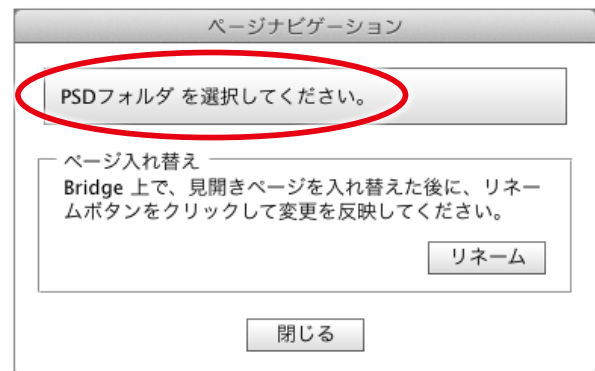 ページナビゲーション
PSDフォルダ を選択してください。
ページ入れ替え
Bridge 上で、見開きページを入れ替えた後に、リネー
ムボタンをクリックして変更を反映してください。
リネーム
閉じる